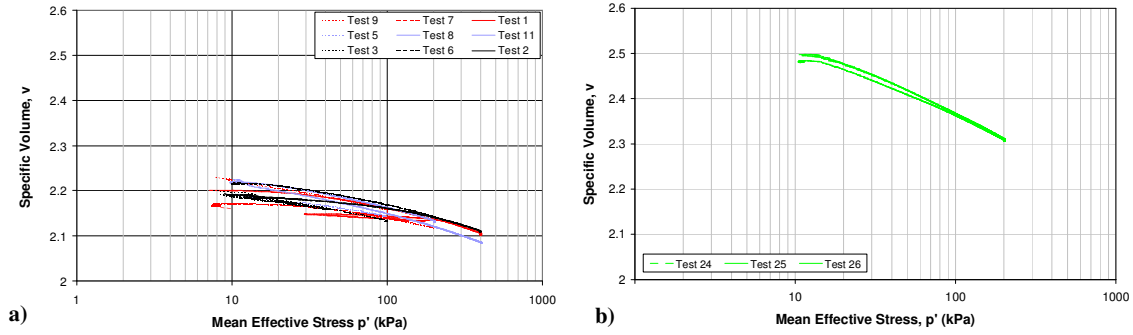 2.6
2.5
2.4
2.3
2.2
2.1
2
Specific Volume, v
Test 9 Test 7 Test 1
Test 5 Test 8 Test 11
Test 3 Test 6 Test 2
1 10 100 1000
Mean Effective Stress p' (kPa)
a)
2.6
2.5
2.4
2.3
2.2
2.1
2
Specific Volume, v
Test 24 Test 25 Test 26
1 10 100 1000
Mean Effective Stress, p' (kPa)
b)